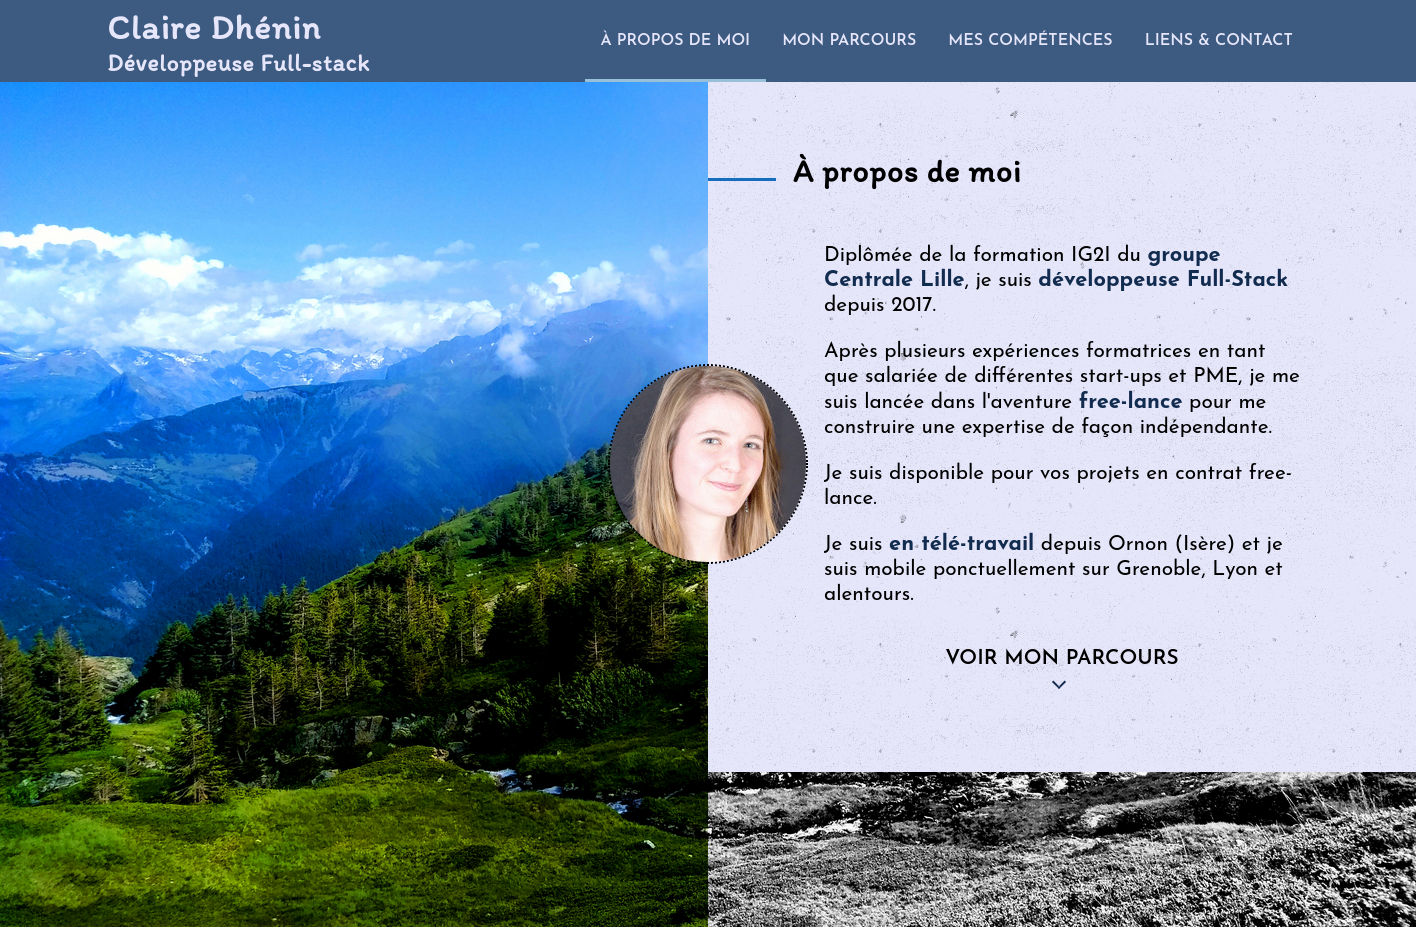 Claire Dhénin
Développeuse Full-stack
À PROPOS DE MOI
MON PARCOURS
MES COMPÉTENCES
LIENS & CONTACT
À propos de moi
Diplômée de la formation IG2I du groupe
Centrale Lille, je suis développeuse Full-Stack
depuis 2017.
Après plusieurs expériences formatrices en tant
que salariée de différentes start-ups et PME, je me
suis lancée dans l'aventure free-lance pour me
construire une expertise de façon indépendante.
Je suis disponible pour vos projets en contrat free-
lance.
Je suis en télé-travail depuis Ornon (Isère) et je
suis mobile ponctuellement sur Grenoble, Lyon et
alentours.
VOIR MON PARCOURS